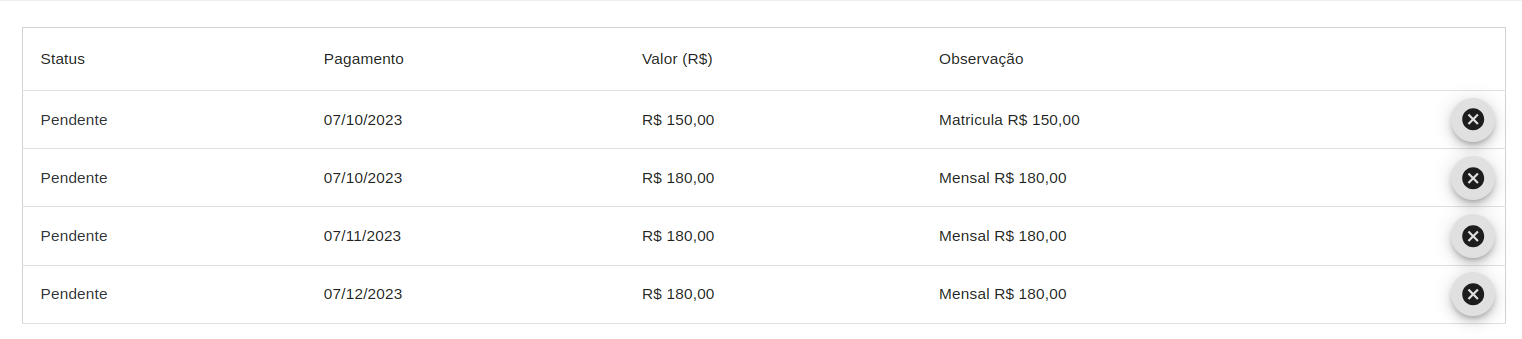 Status Pagamento Valor (R$) Observação
Pendente 07/10/2023 R$ 150,00 Matricula R$ 150,00
Pendente 07/10/2023 R$ 180,00 Mensal R$ 180,00
Pendente 07/11/2023 R$ 180,00 Mensal R$ 180,00
Pendente 07/12/2023 R$ 180,00 Mensal R$ 180,00